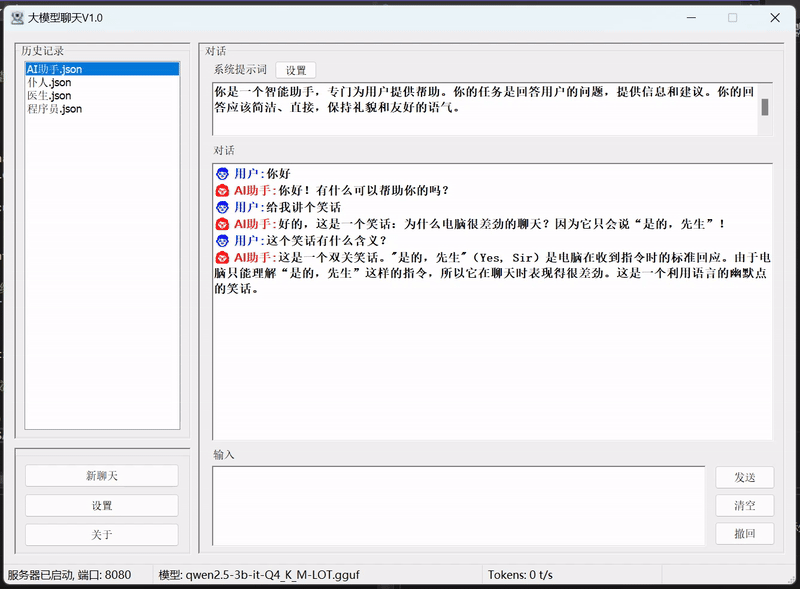 大模型聊天V1.0
历史记录
AI助手.json
仆人.json
医生.json
程序员.json
新聊天
设置
关于
对话
系统提示词 设置
你是一个智能助手，专门为用户提供帮助。你的任务是回答用户的问题，提供信息和建议。你的回
答应该简洁、直接，保持礼貌和友好的语气。
对话
用户:你好
AI助手:你好！有什么可以帮助你的吗？
用户:给我讲个笑话
AI助手:好的，这是一个笑话：为什么电脑很差劲的聊天？因为它只会说“是的，先生”！
用户:这个笑话有什么含义？
AI助手:这是一个双关笑话。"是的，先生"（Yes, Sir）是电脑在收到指令时的标准回应。由于电
脑只能理解“是的，先生”这样的指令，所以它在聊天时表现得很差劲。这是一个利用语言的幽默点
的笑话。
输入
发送
清空
撤回
服务器已启动, 端口: 8080 模型: qwen2.5-3b-it-Q4_K_M-LOT.gguf Tokens: 0 t/s